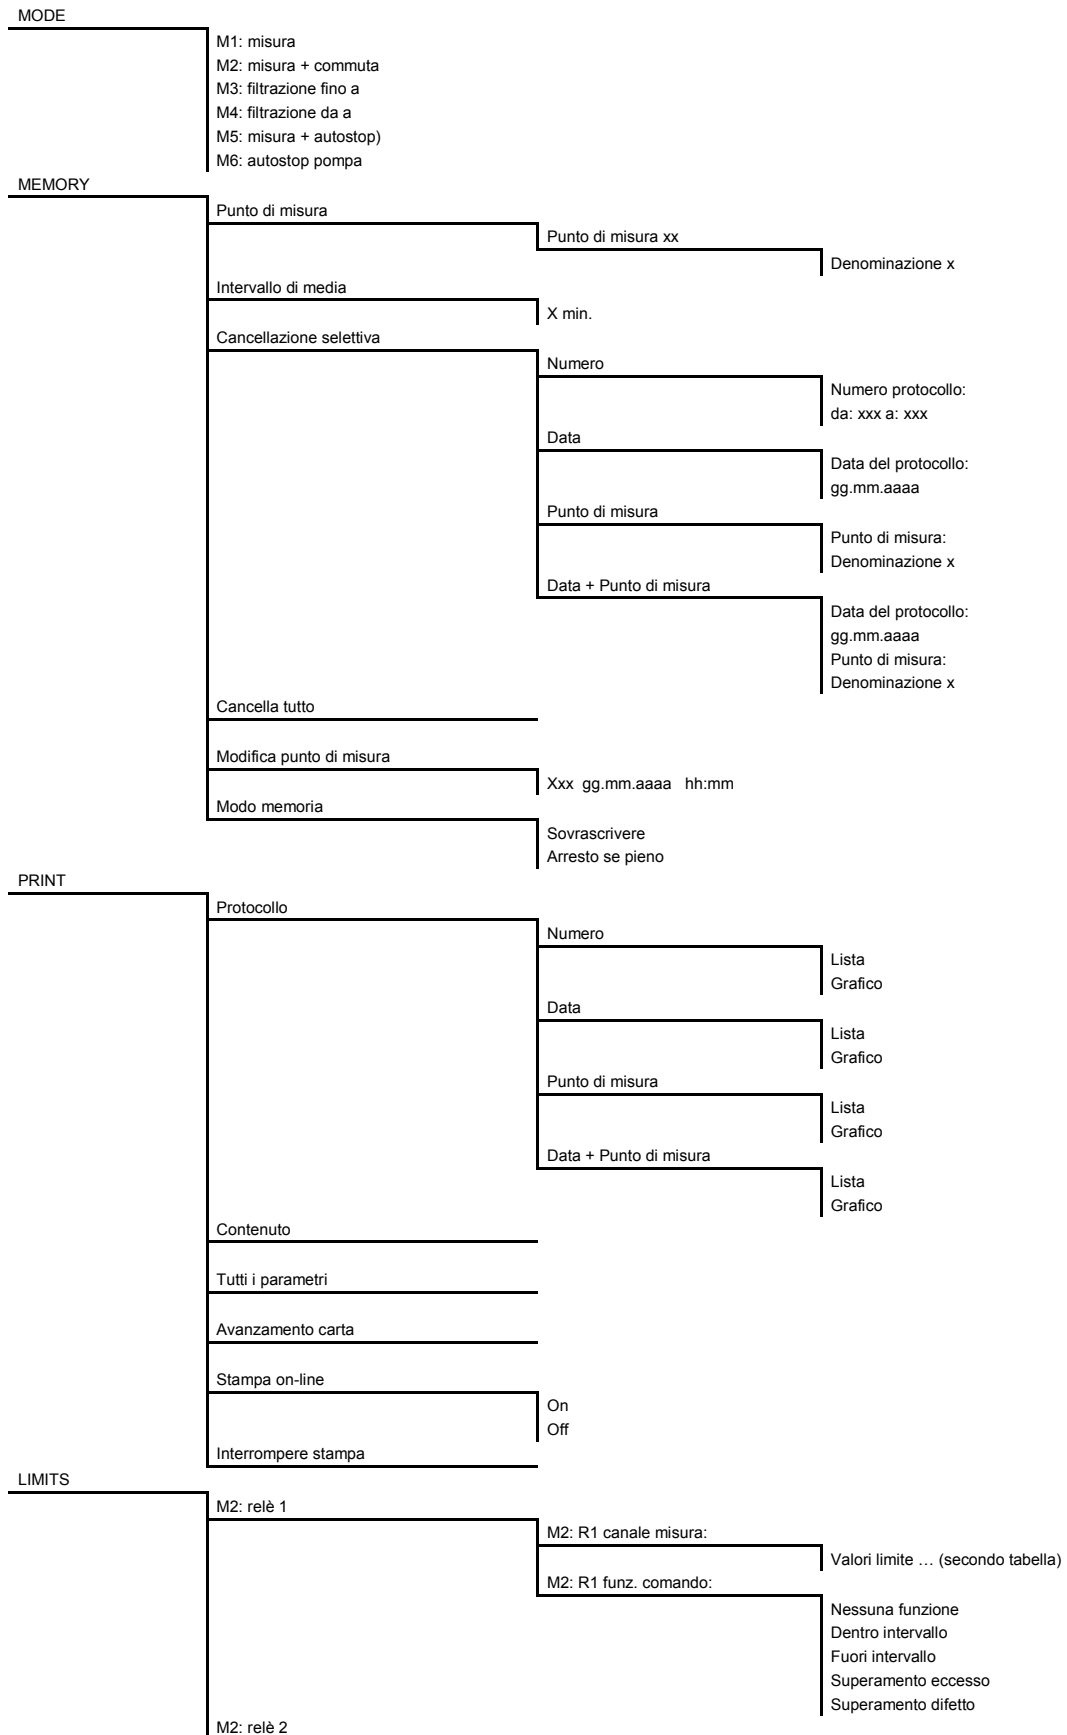 MODE
M1: misura
M2: misura + commuta
M3: filtrazione fino a
M4: filtrazione da a
M5: misura + autostop)
M6: autostop pompa
MEMORY
Punto di misura
Punto di misura xx
Denominazione x
Intervallo di media
X min.
Cancellazione selettiva
Numero
Numero protocollo:
da: xxx a: xxx
Data
Data del protocollo:
gg.mm.aaaa
Punto di misura
Punto di misura:
Denominazione x
Data + Punto di misura
Data del protocollo:
gg.mm.aaaa
Punto di misura:
Denominazione x
Cancella tutto
Modifica punto di misura
Xxx gg.mm.aaaa hh:mm
Modo memoria
Sovrascrivere
Arresto se pieno
PRINT
Protocollo
Numero
Lista
Grafico
Data
Lista
Grafico
Punto di misura
Lista
Grafico
Data + Punto di misura
Lista
Grafico
Contenuto
Tutti i parametri
Avanzamento carta
Stampa on-line
On
Off
Interrompere stampa
LIMITS
M2: relè 1
M2: R1 canale misura:
Valori limite … (secondo tabella)
M2: R1 funz. comando:
Nessuna funzione
Dentro intervallo
Fuori intervallo
Superamento eccesso
Superamento difetto
M2: relè 2